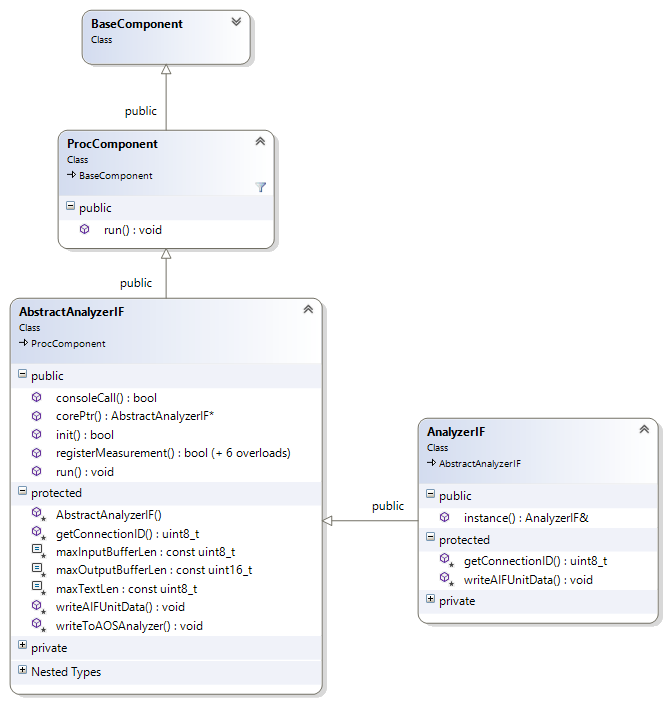 BaseComponent
Class
public
ProcComponent
Class
BaseComponent
public
run() : void
public
AbstractAnalyzerIF
Class
ProcComponent
public
consoleCall() : bool
corePtr() : AbstractAnalyzerIF*
init() : bool
registerMeasurement() : bool (+ 6 overloads)
run() : void
protected
AbstractAnalyzerIF()
getConnectionID() : uint8_t
maxInputBufferLen : const uint8_t
maxOutputBufferLen : const uint16_t
maxTextLen : const uint8_t
writeAIFUnitData() : void
writeToAOSAnalyzer() : void
private
Nested Types
public
AnalyzerIF
Class
AbstractAnalyzerIF
public
instance() : AnalyzerIF&
protected
getConnectionID() : uint8_t
writeAIFUnitData() : void
private